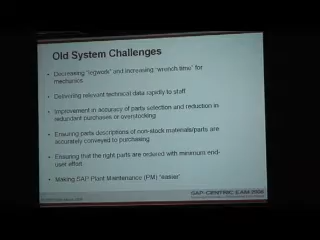 Old System Challenges
• Decreasing "legwork" and increasing "wrench time" for
mechanics
• Delivering relevant technical data rapidly to staff
• Improvement in accuracy of parts selection and reduction in
redundant purchases or overstocking
• Ensuring parts descriptions of non-stock materials/parts
are accurately conveyed to purchasing.
• Ensuring that the right parts are ordered with minimum end-
user effort.
• Making SAP Plant Maintenance (PM) "easier"
SAP-CENTRIC EAM